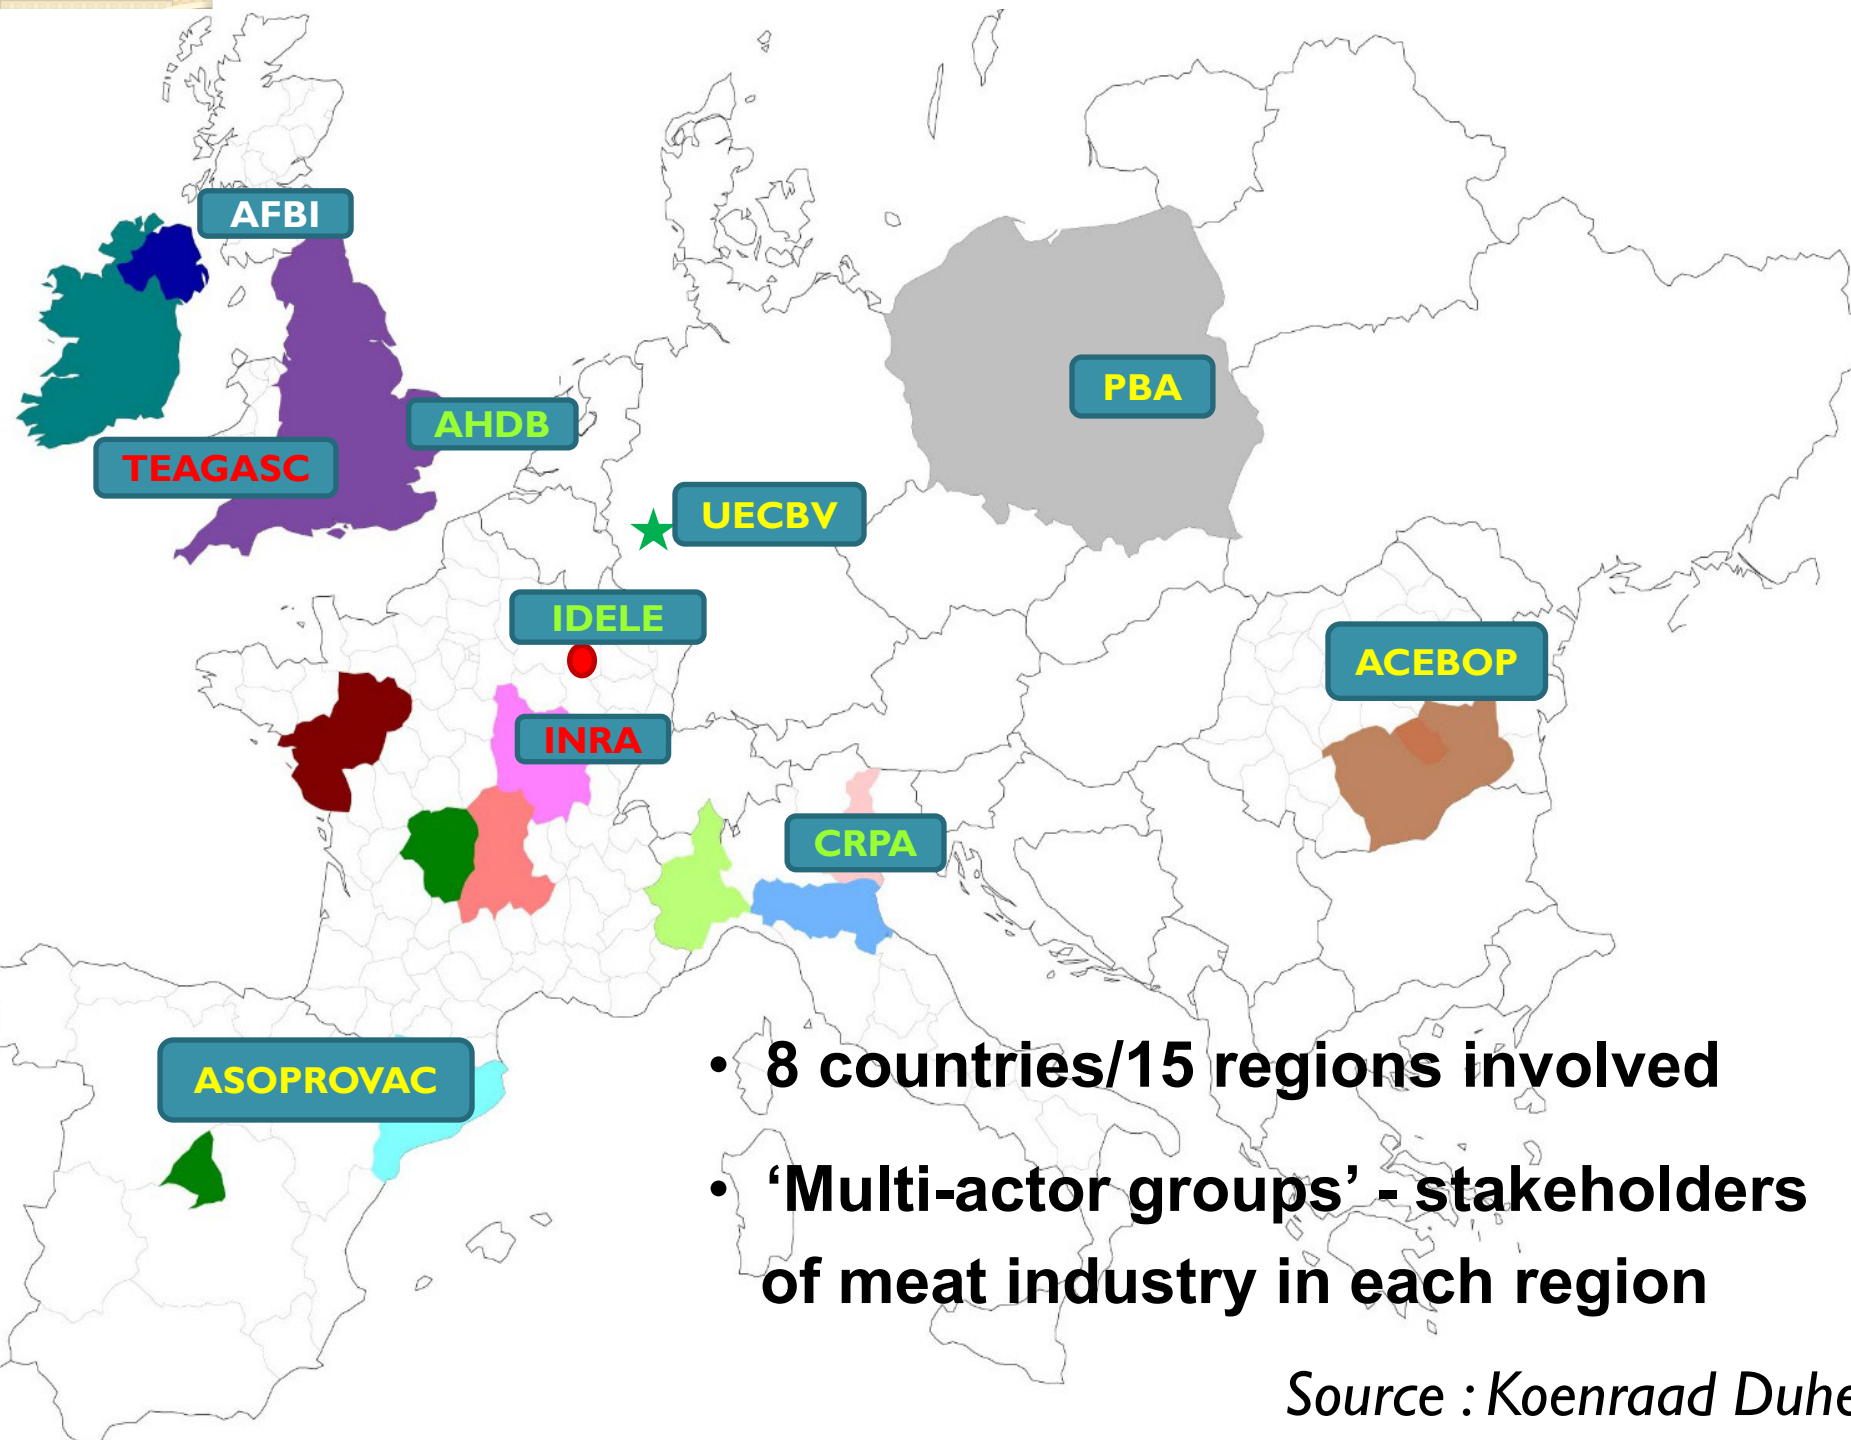 AFBI
PBA
AHDB
TEAGASC
UECBV
IDELE
ACEBOP
INRA
CRPA
ASOPROVAC
• 8 countries/15 regions involved
• ‘Multi-actor groups’ - stakeholders
of meat industry in each region
Source : Koenraad Duhe